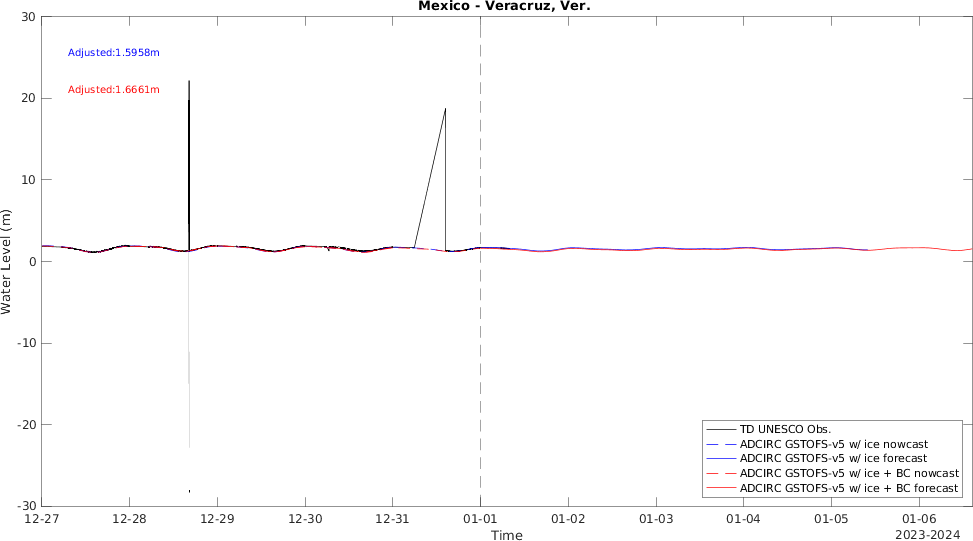 Mexico - Veracruz, Ver.
30
20
10
0
-10
-20
-30
Water Level (m)
Adjusted:1.5958m
Adjusted:1.6661m
TD UNESCO Obs.
ADCIRC GSTOFS-v5 w/ ice nowcast
ADCIRC GSTOFS-v5 w/ ice forecast
ADCIRC GSTOFS-v5 w/ ice + BC nowcast
ADCIRC GSTOFS-v5 w/ ice + BC forecast
12-27 12-28 12-29 12-30 12-31 01-01 01-02 01-03 01-04 01-05 01-06
Time
2023-2024